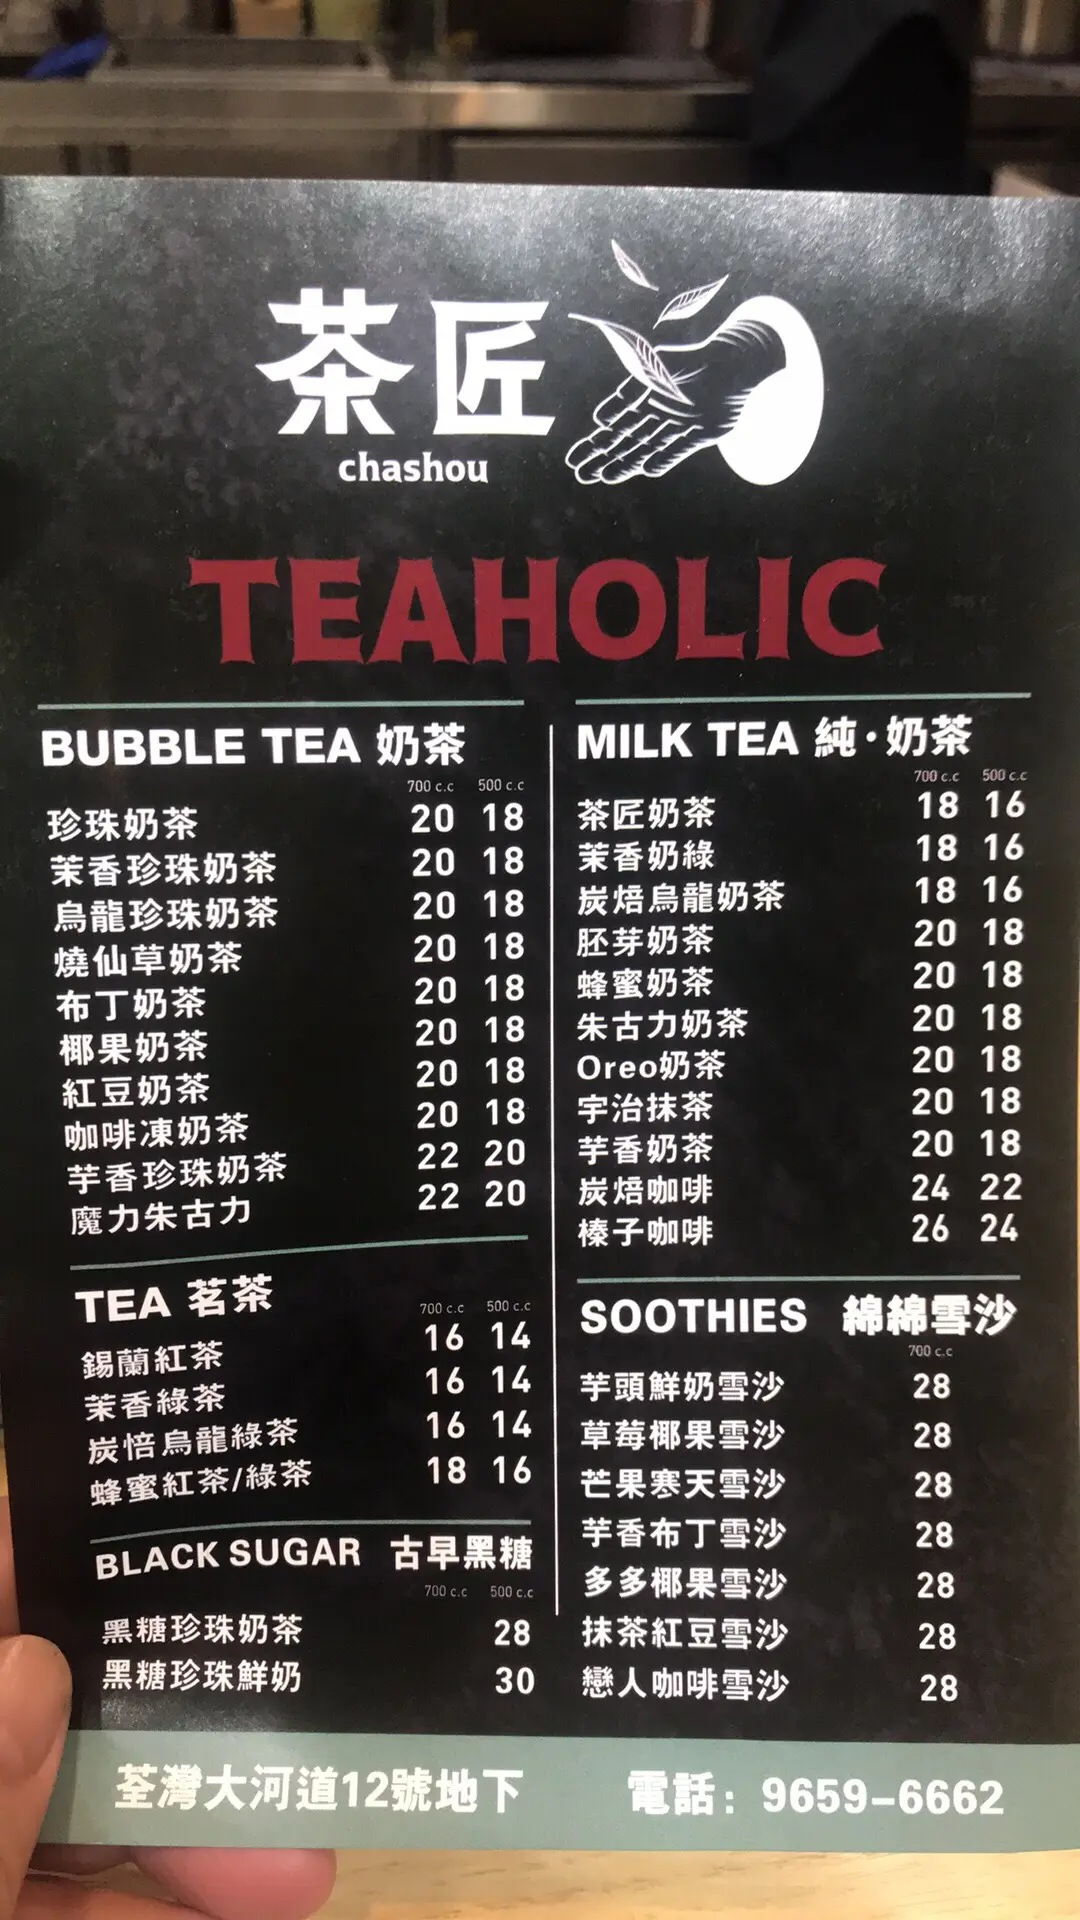 茶匠
chashou
TEAHOLIC
BUBBLE TEA 奶茶
700 c.c 500 c.c
珍珠奶茶 20 18
茉香珍珠奶茶 20 18
烏龍珍珠奶茶 20 18
燒仙草奶茶 20 18
布丁奶茶 20 18
椰果奶茶 20 18
紅豆奶茶 20 18
咖啡凍奶茶 20 18
芋香珍珠奶茶 22 20
魔力朱古力 22 20
TEA 茗茶
700 c.c 500 c.c
錫蘭紅茶 16 14
茉香綠茶 16 14
炭焙烏龍綠茶 16 14
蜂蜜紅茶/綠茶 18 16
BLACK SUGAR 古早黑糖
700 c.c 500 c.c
黑糖珍珠奶茶 28
黑糖珍珠鮮奶 30
MILK TEA 純·奶茶
700 c.c 500 c.c
茶匠奶茶 18 16
茉香奶綠 18 16
炭焙烏龍奶茶 18 16
胚芽奶茶 20 18
蜂蜜奶茶 20 18
朱古力奶茶 20 18
Oreo奶茶 20 18
宇治抹茶 20 18
芋香奶茶 20 18
炭焙咖啡 24 22
榛子咖啡 26 24
SOOTHIES 綿綿雪沙
700 c.c
芋頭鮮奶雪沙 28
草莓椰果雪沙 28
芒果寒天雪沙 28
芋香布丁雪沙 28
多多椰果雪沙 28
抹茶紅豆雪沙 28
戀人咖啡雪沙 28
荃灣大河道12號地下 電話：9659-6662